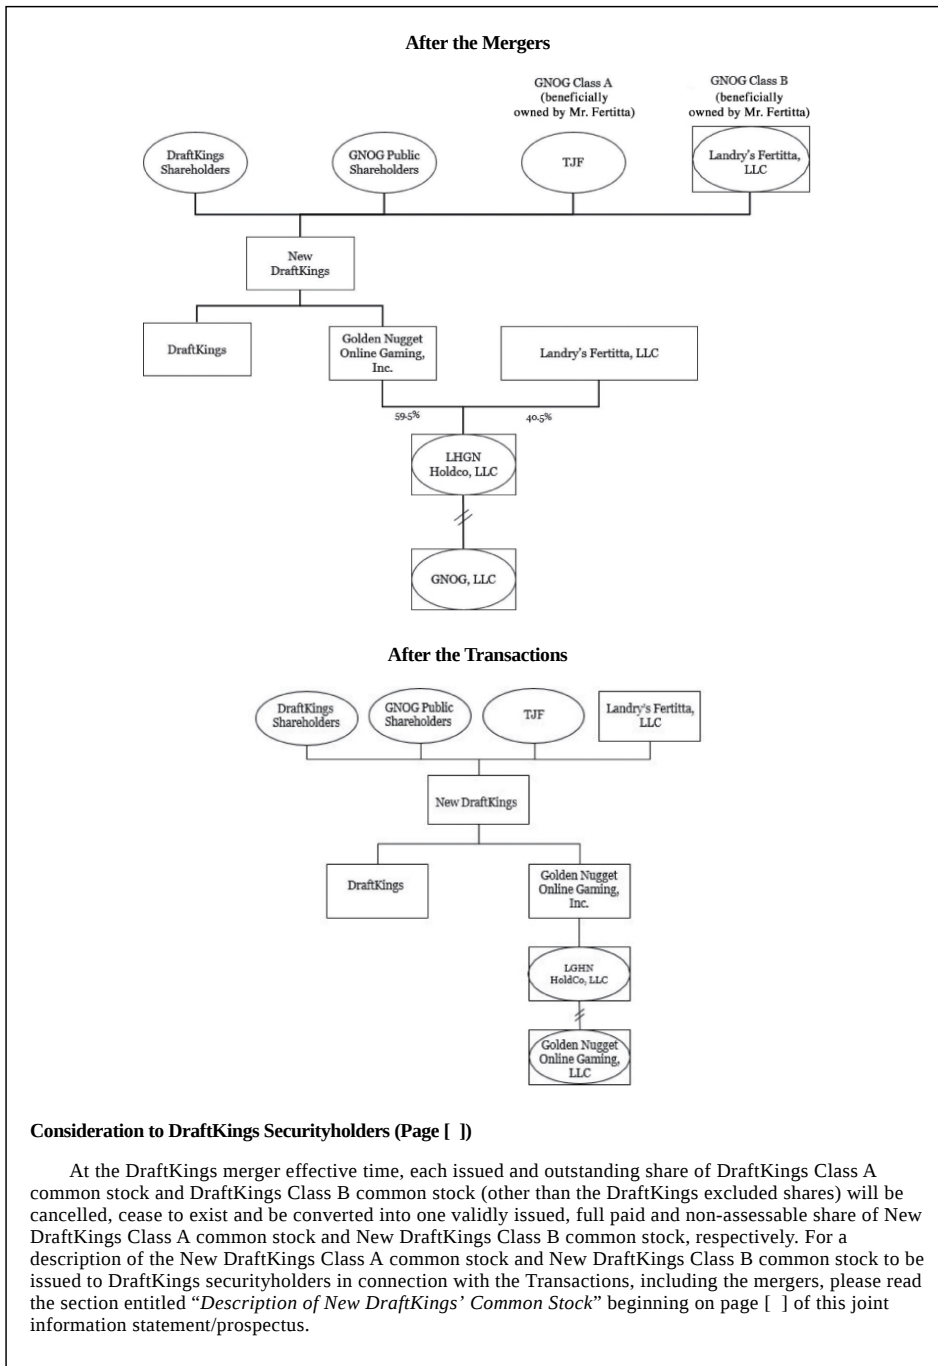 After the Mergers
GNOG Class A
(beneficially
owned by Mr. Fertitta)
GNOG Class B
(beneficially
owned by Mr. Fertitta)
DraftKings
Shareholders
GNOG Public
Shareholders
TJF
Landry's Fertitta,
LLC
New
DraftKings
DraftKings
Golden Nugget
Online Gaming,
Inc.
Landry's Fertitta, LLC
59.5%
40.5%
LHGN
Holdco, LLC
GNOG, LLC
After the Transactions
DraftKings
Shareholders
GNOG Public
Shareholders
TJF
Landry's Fertitta,
LLC
New DraftKings
DraftKings
Golden Nugget
Online Gaming,
Inc.
LGHN
HoldCo, LLC
Golden Nugget
Online Gaming,
LLC
Consideration to DraftKings Securityholders (Page [ ])
At the DraftKings merger effective time, each issued and outstanding share of DraftKings Class A
common stock and DraftKings Class B common stock (other than the DraftKings excluded shares) will be
cancelled, cease to exist and be converted into one validly issued, full paid and non-assessable share of New
DraftKings Class A common stock and New DraftKings Class B common stock, respectively. For a
description of the New DraftKings Class A common stock and New DraftKings Class B common stock to be
issued to DraftKings securityholders in connection with the Transactions, including the mergers, please read
the section entitled “Description of New DraftKings’ Common Stock” beginning on page [ ] of this joint
information statement/prospectus.